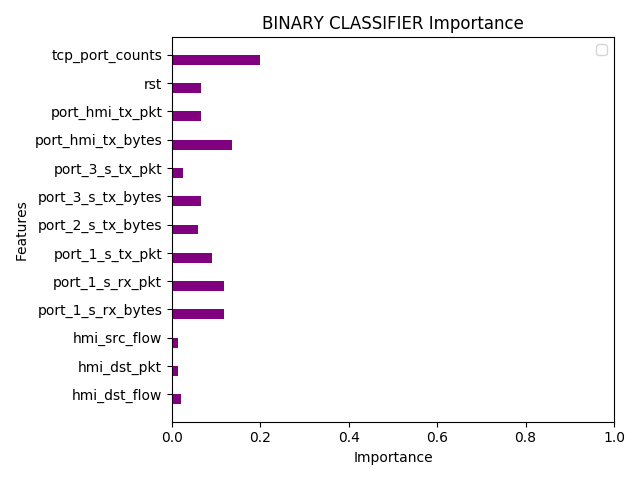 BINARY CLASSIFIER Importance
tcp_port_counts
rst
port_hmi_tx_pkt
port_hmi_tx_bytes
port_3_s_tx_pkt
port_3_s_tx_bytes
port_2_s_tx_bytes
port_1_s_tx_pkt
port_1_s_rx_pkt
port_1_s_rx_bytes
hmi_src_flow
hmi_dst_pkt
hmi_dst_flow
Features
0.0 0.2 0.4 0.6 0.8 1.0
Importance